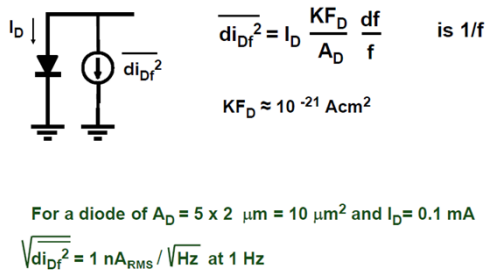 I_D
di_Df²
di_Df² = I_D KF_D/A_D df/f is 1/f
KF_D ≈ 10 ⁻²¹ Acm²
For a diode of A_D = 5 x 2 μm = 10 μm² and I_D= 0.1 mA
√di_Df² = 1 nA_RMS / √Hz at 1 Hz